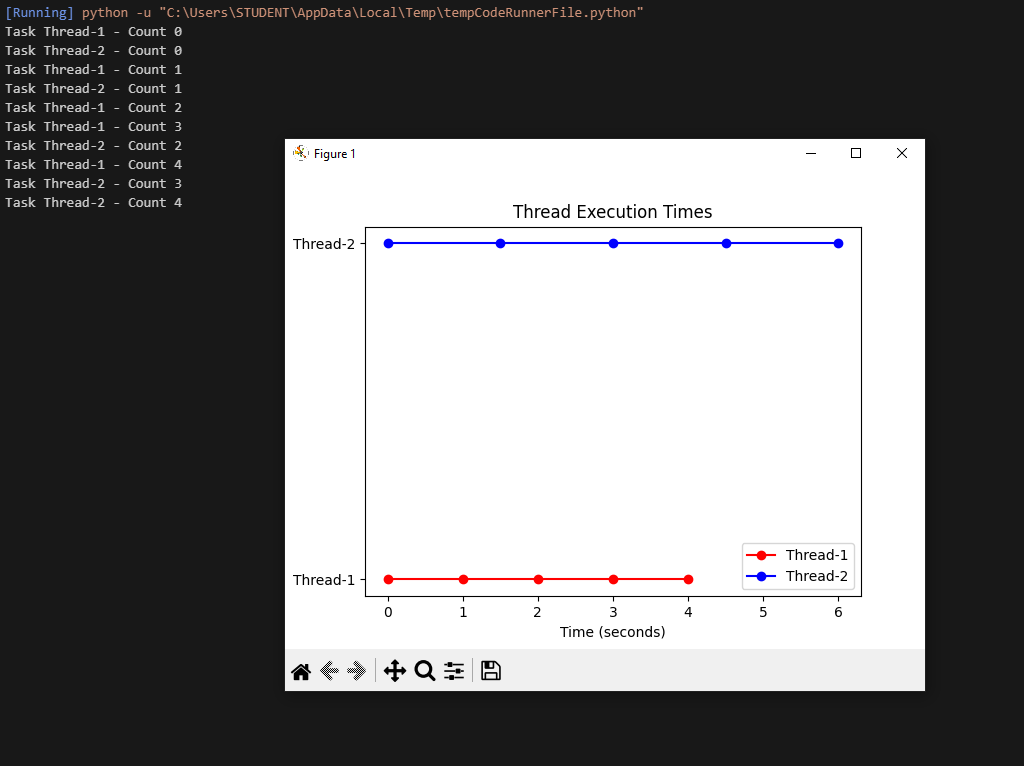 [Running] python -u "C:\Users\STUDENT\AppData\Local\Temp\tempCodeRunnerFile.python"
Task Thread-1 - Count 0
Task Thread-2 - Count 0
Task Thread-1 - Count 1
Task Thread-2 - Count 1
Task Thread-1 - Count 2
Task Thread-1 - Count 3
Task Thread-2 - Count 2
Task Thread-1 - Count 4
Task Thread-2 - Count 3
Task Thread-2 - Count 4
Figure 1
Thread Execution Times
Thread-2
Thread-1
Thread-1
Thread-2
0 1 2 3 4 5 6
Time (seconds)